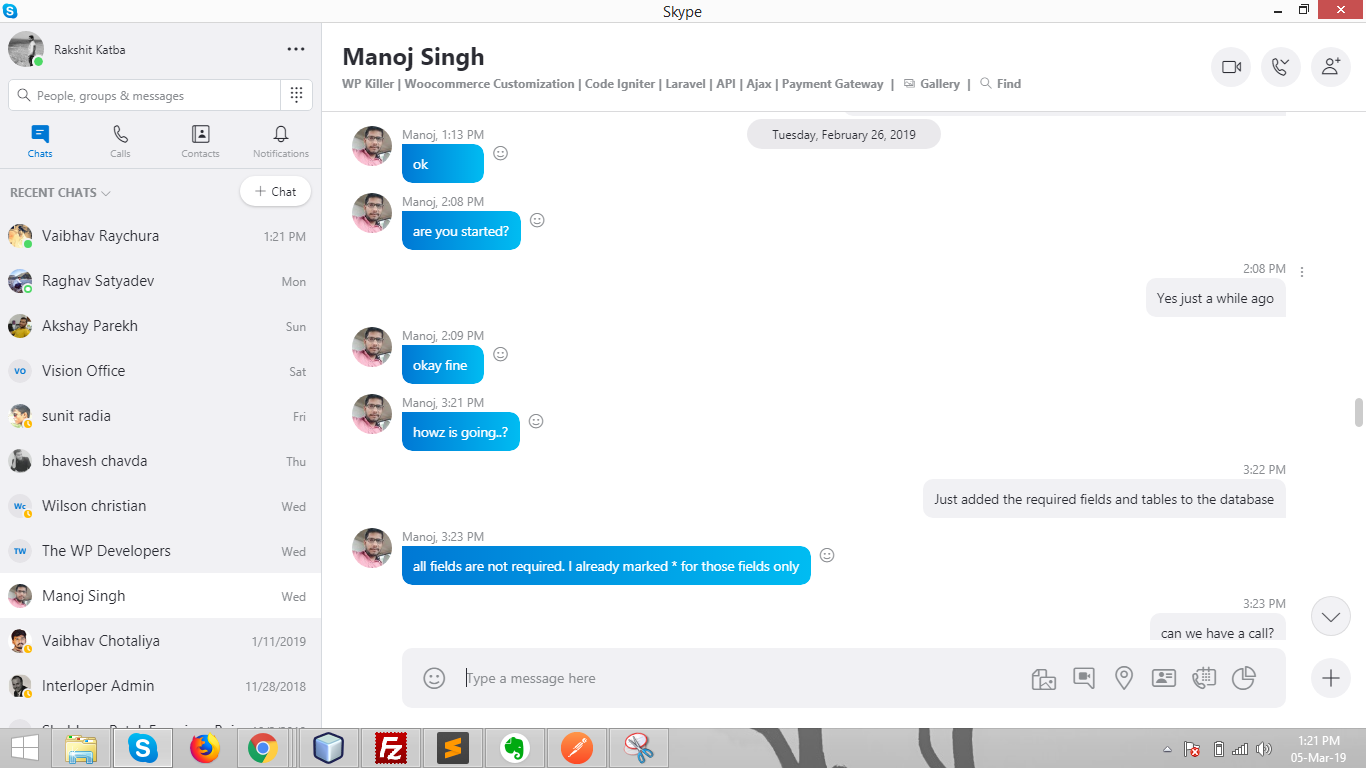 Skype
Rakshit Katba
People, groups & messages
Chats
Calls
Contacts
Notifications
RECENT CHATS
Chat
Vaibhav Raychura
1:21 PM
Raghav Satyadev
Mon
Akshay Parekh
Sun
VO
Vision Office
Sat
sunit radia
Fri
bhavesh chavda
Thu
Wc
Wilson christian
Wed
TW
The WP Developers
Wed
Manoj Singh
Wed
Vaibhav Chotaliya
1/11/2019
Interloper Admin
11/28/2018
Manoj Singh
WP Killer | Woocommerce Customization | Code Igniter | Laravel | API | Ajax | Payment Gateway | Gallery | Find
Tuesday, February 26, 2019
Manoj, 1:13 PM
ok
Manoj, 2:08 PM
are you started?
2:08 PM
Yes just a while ago
Manoj, 2:09 PM
okay fine
Manoj, 3:21 PM
howz is going..?
3:22 PM
Just added the required fields and tables to the database
Manoj, 3:23 PM
all fields are not required. I already marked * for those fields only
3:23 PM
can we have a call?
Type a message here
1:21 PM
05-Mar-19